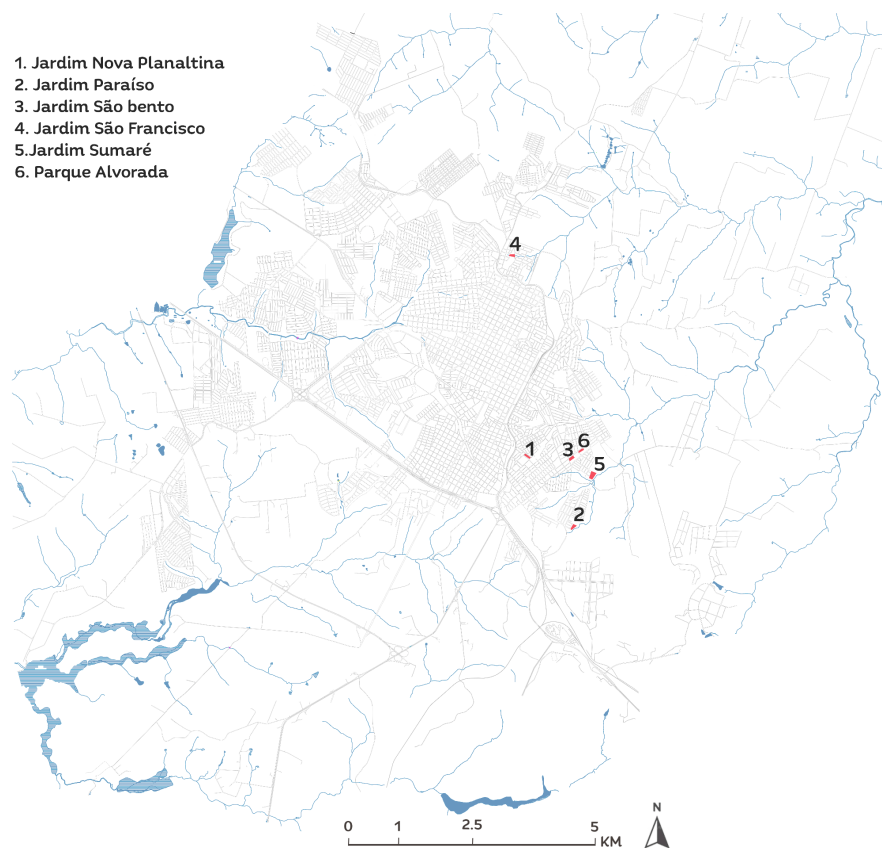 1. Jardim Nova Planaltina
2. Jardim Paraíso
3. Jardim São bento
4. Jardim São Francisco
5.Jardim Sumaré
6. Parque Alvorada
4
1
3
6
5
2
0 1 2.5 5
KM
N